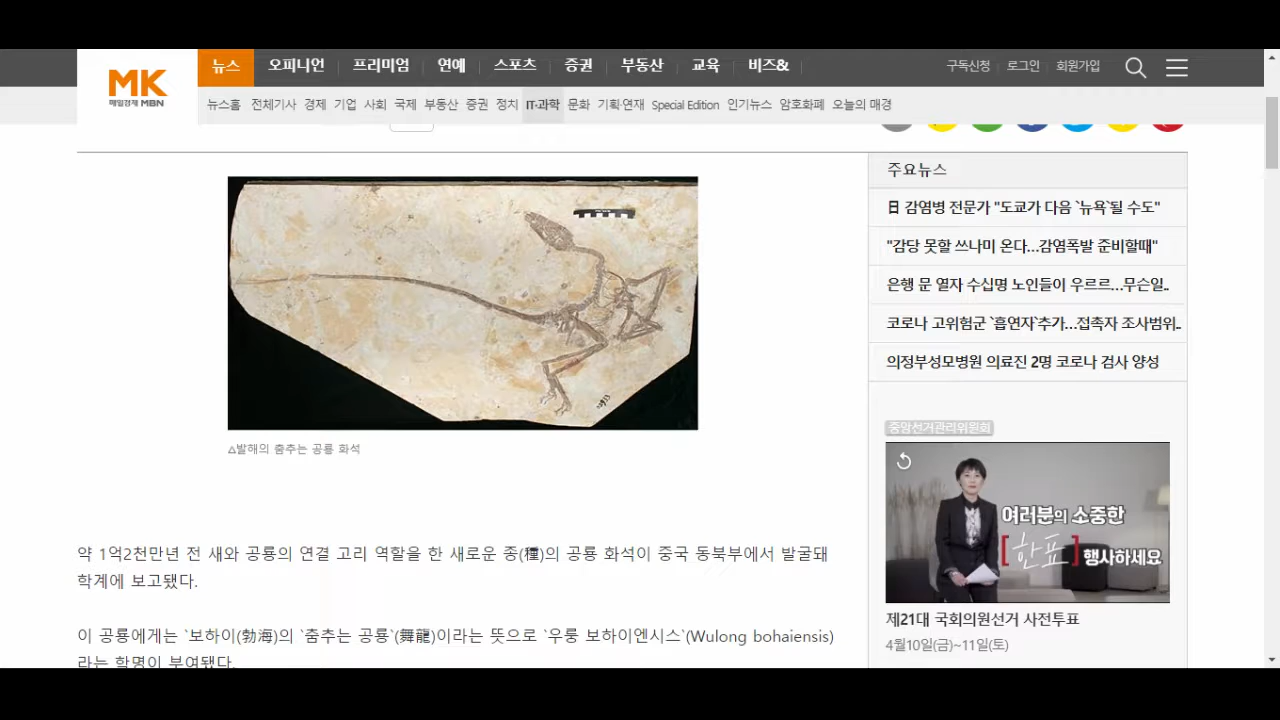 MK
매일경제 MBN
뉴스 오피니언 프리미엄 연예 스포츠 증권 부동산 교육 비즈& 구독신청 로그인 회원가입
뉴스홈 전체기사 경제 기업 사회 국제 부동산 증권 정치 IT·과학 문화 기획·연재 Special Edition 인기뉴스 암호화폐 오늘의 매경
△발해의 춤추는 공룡 화석
약 1억2천만년 전 새와 공룡의 연결 고리 역할을 한 새로운 종(種)의 공룡 화석이 중국 동북부에서 발굴돼
학계에 보고됐다.
이 공룡에게는 `보하이(勃海)의 `춤추는 공룡`(舞龍)이라는 뜻으로 `우룽 보하이엔시스`(Wulong bohaiensis)
라는 학명이 부여됐다.
주요뉴스
日 감염병 전문가 "도쿄가 다음 `뉴욕`될 수도"
"감당 못할 쓰나미 온다…감염폭발 준비할때"
은행 문 열자 수십명 노인들이 우르르…무슨일..
코로나 고위험군 `흡연자`추가…접촉자 조사범위..
의정부성모병원 의료진 2명 코로나 검사 양성
중앙선거관리위원회
여러분의 소중한
[한표] 행사하세요
제21대 국회의원선거 사전투표
4월10일(금)~11일(토)